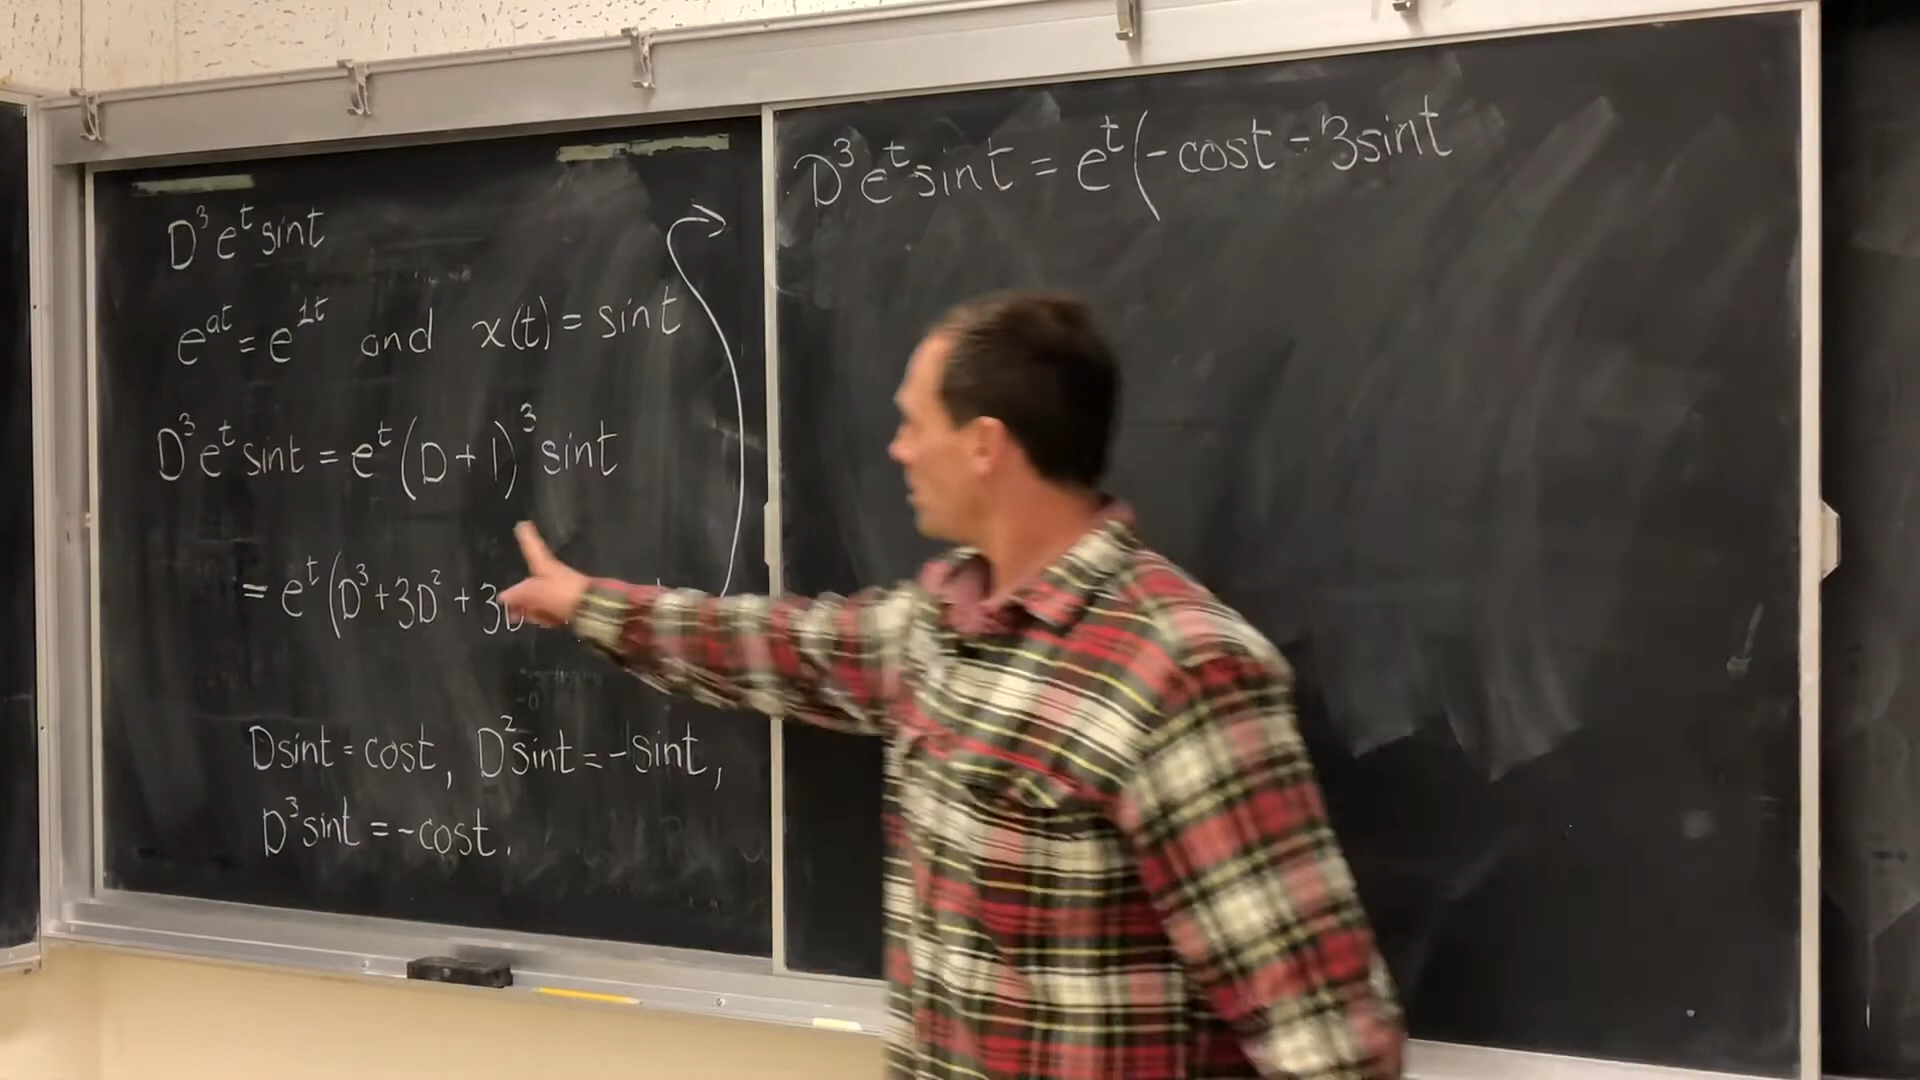 D³eᵗsint
eᵃᵗ = e¹ᵗ and x(t) = sint
D³eᵗsint = eᵗ(D+1)³sint
= eᵗ(D³+3D²+3D
Dsint = cost, D²sint = -sint,
D³sint = -cost.
D³eᵗsint = eᵗ(-cost - 3sint